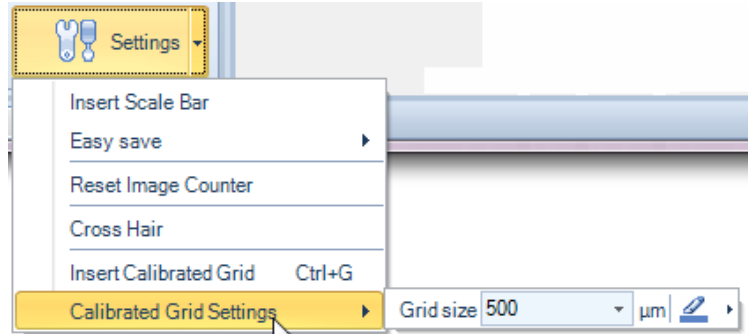 Settings
Insert Scale Bar
Easy save
Reset Image Counter
Cross Hair
Insert Calibrated Grid Ctrl+G
Calibrated Grid Settings
Grid size 500 μm